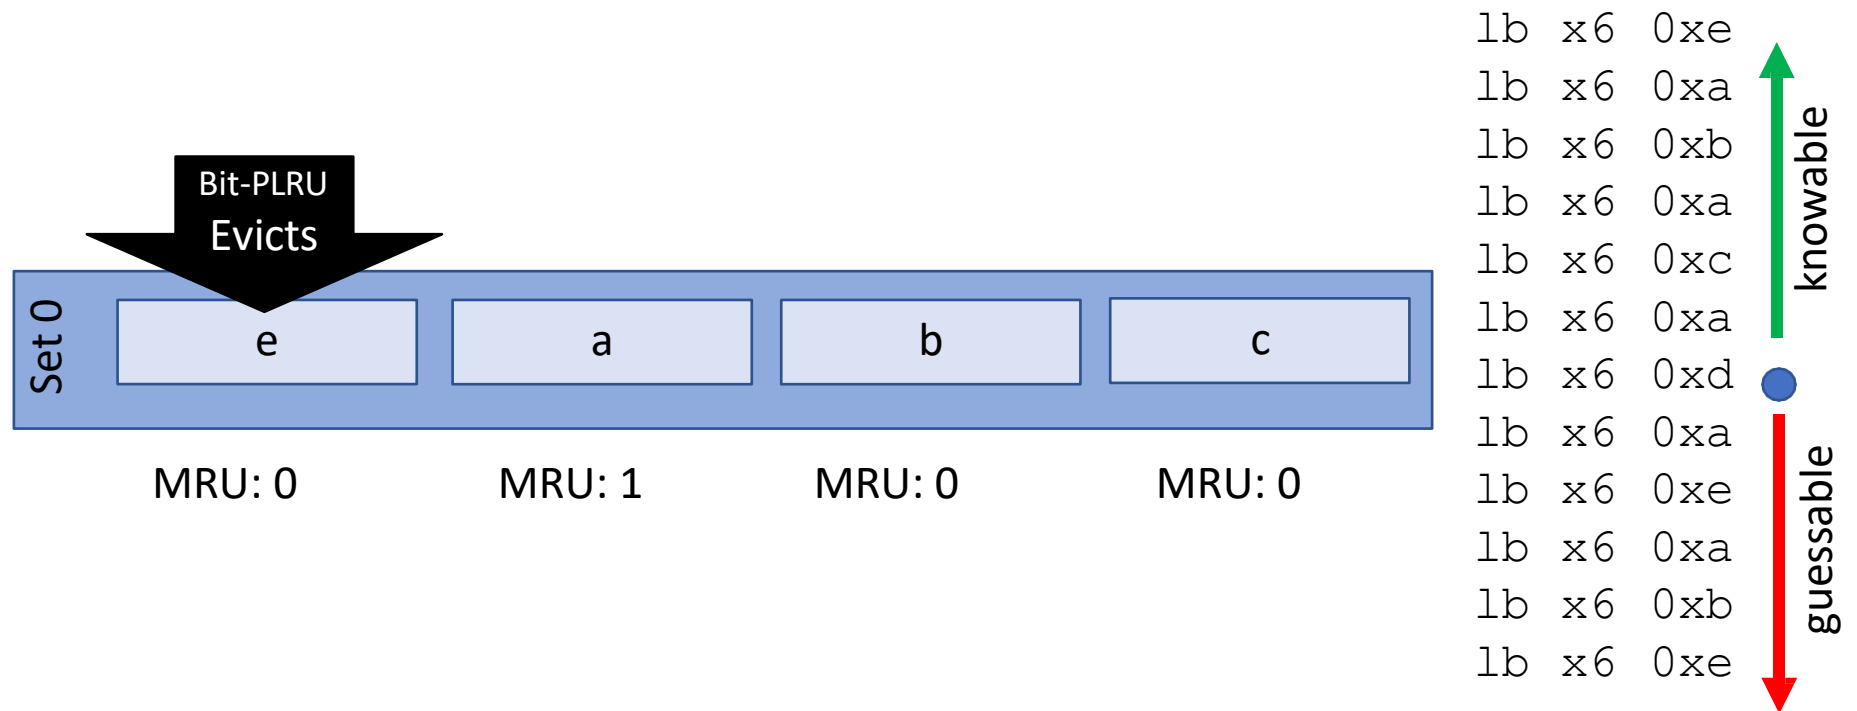 Bit-PLRU
Evicts
Set 0
e
a
b
c
MRU: 0
MRU: 1
MRU: 0
MRU: 0
lb x6 0xe
lb x6 0xa
lb x6 0xb
lb x6 0xa
lb x6 0xc
lb x6 0xa
lb x6 0xd
lb x6 0xa
lb x6 0xe
lb x6 0xa
lb x6 0xb
lb x6 0xe
knowable
guessable